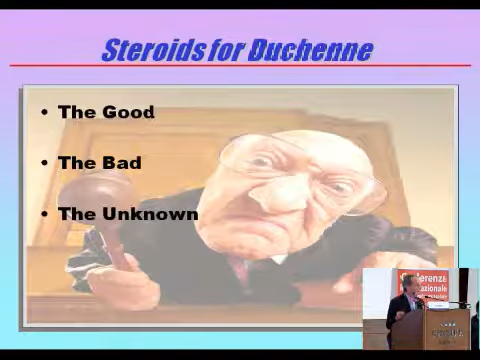 Steroids for Duchenne
• The Good
• The Bad
• The Unknown